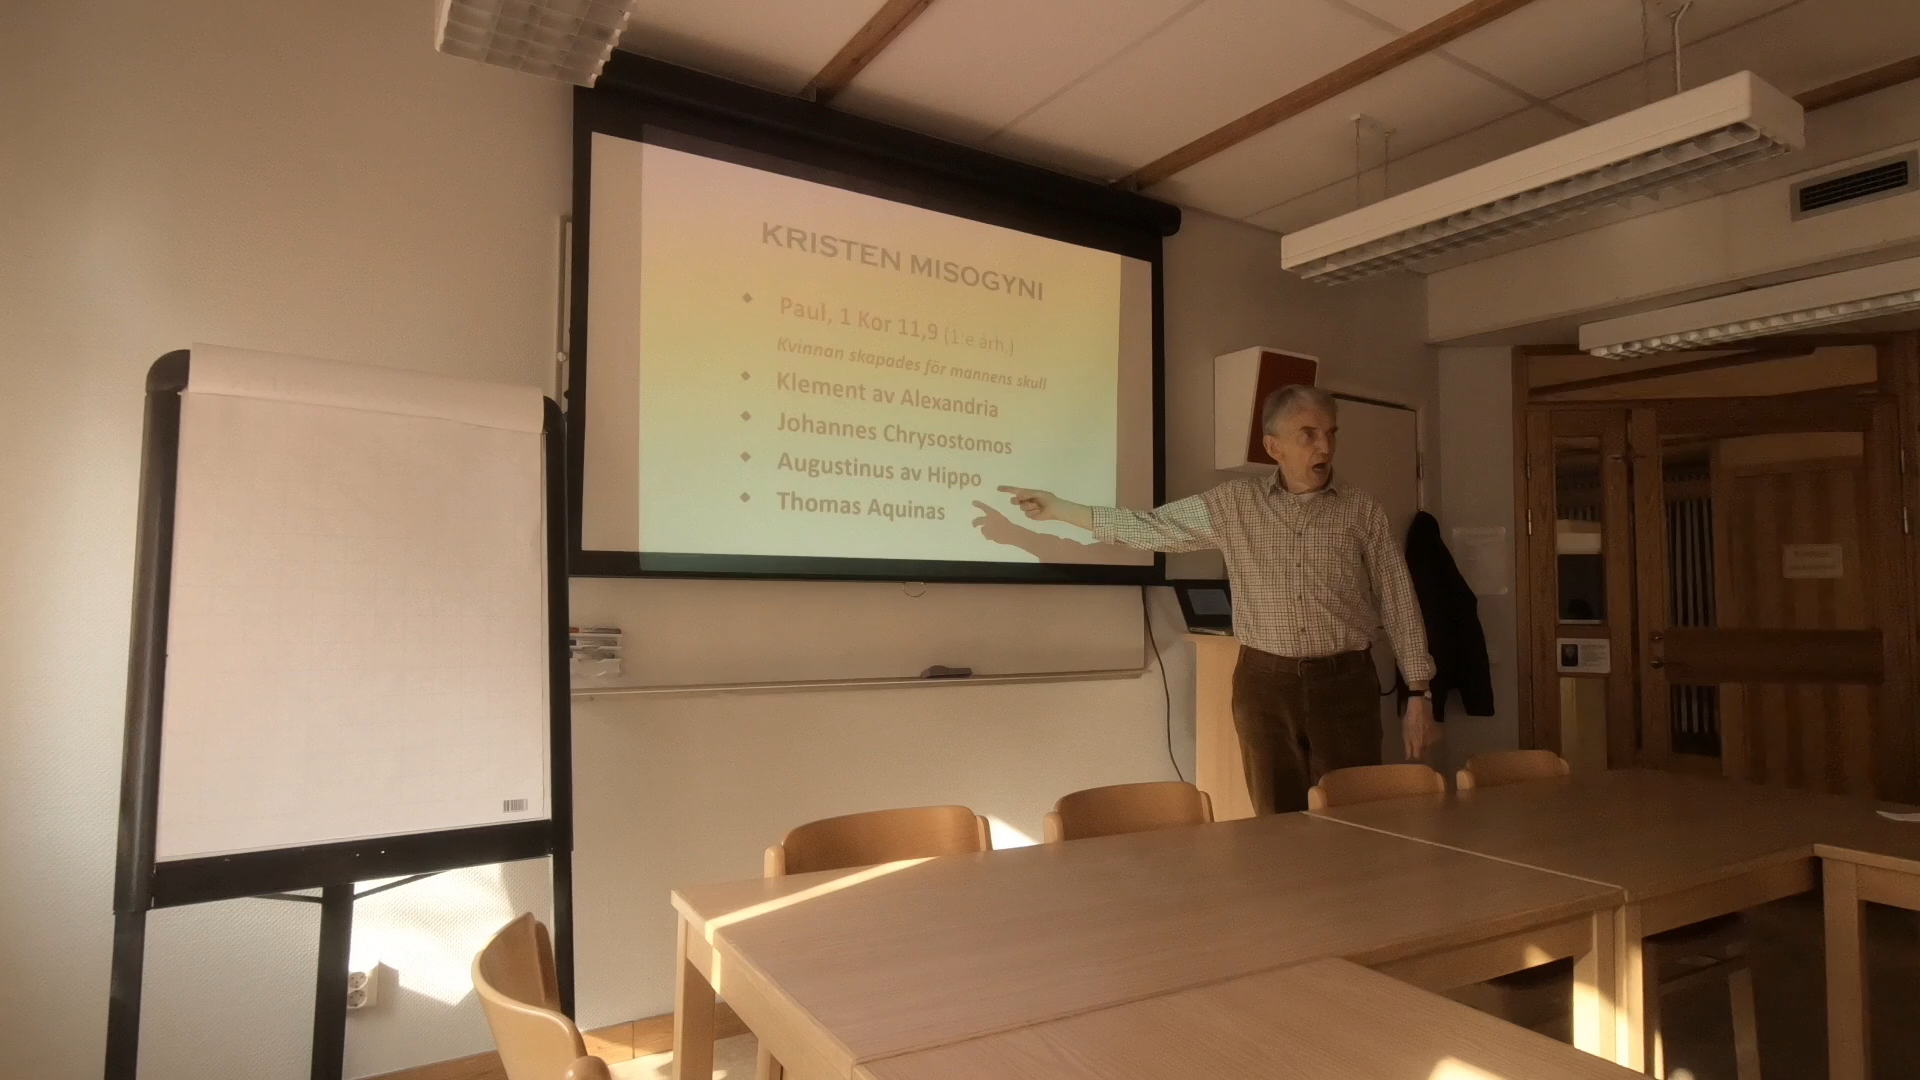 KRISTEN MISOGYNI
Paul, 1 Kor 11,9 (1:e årh.)
Kvinnan skapades för mannens skull
Klement av Alexandria
Johannes Chrysostomos
Augustinus av Hippo
Thomas Aquinas